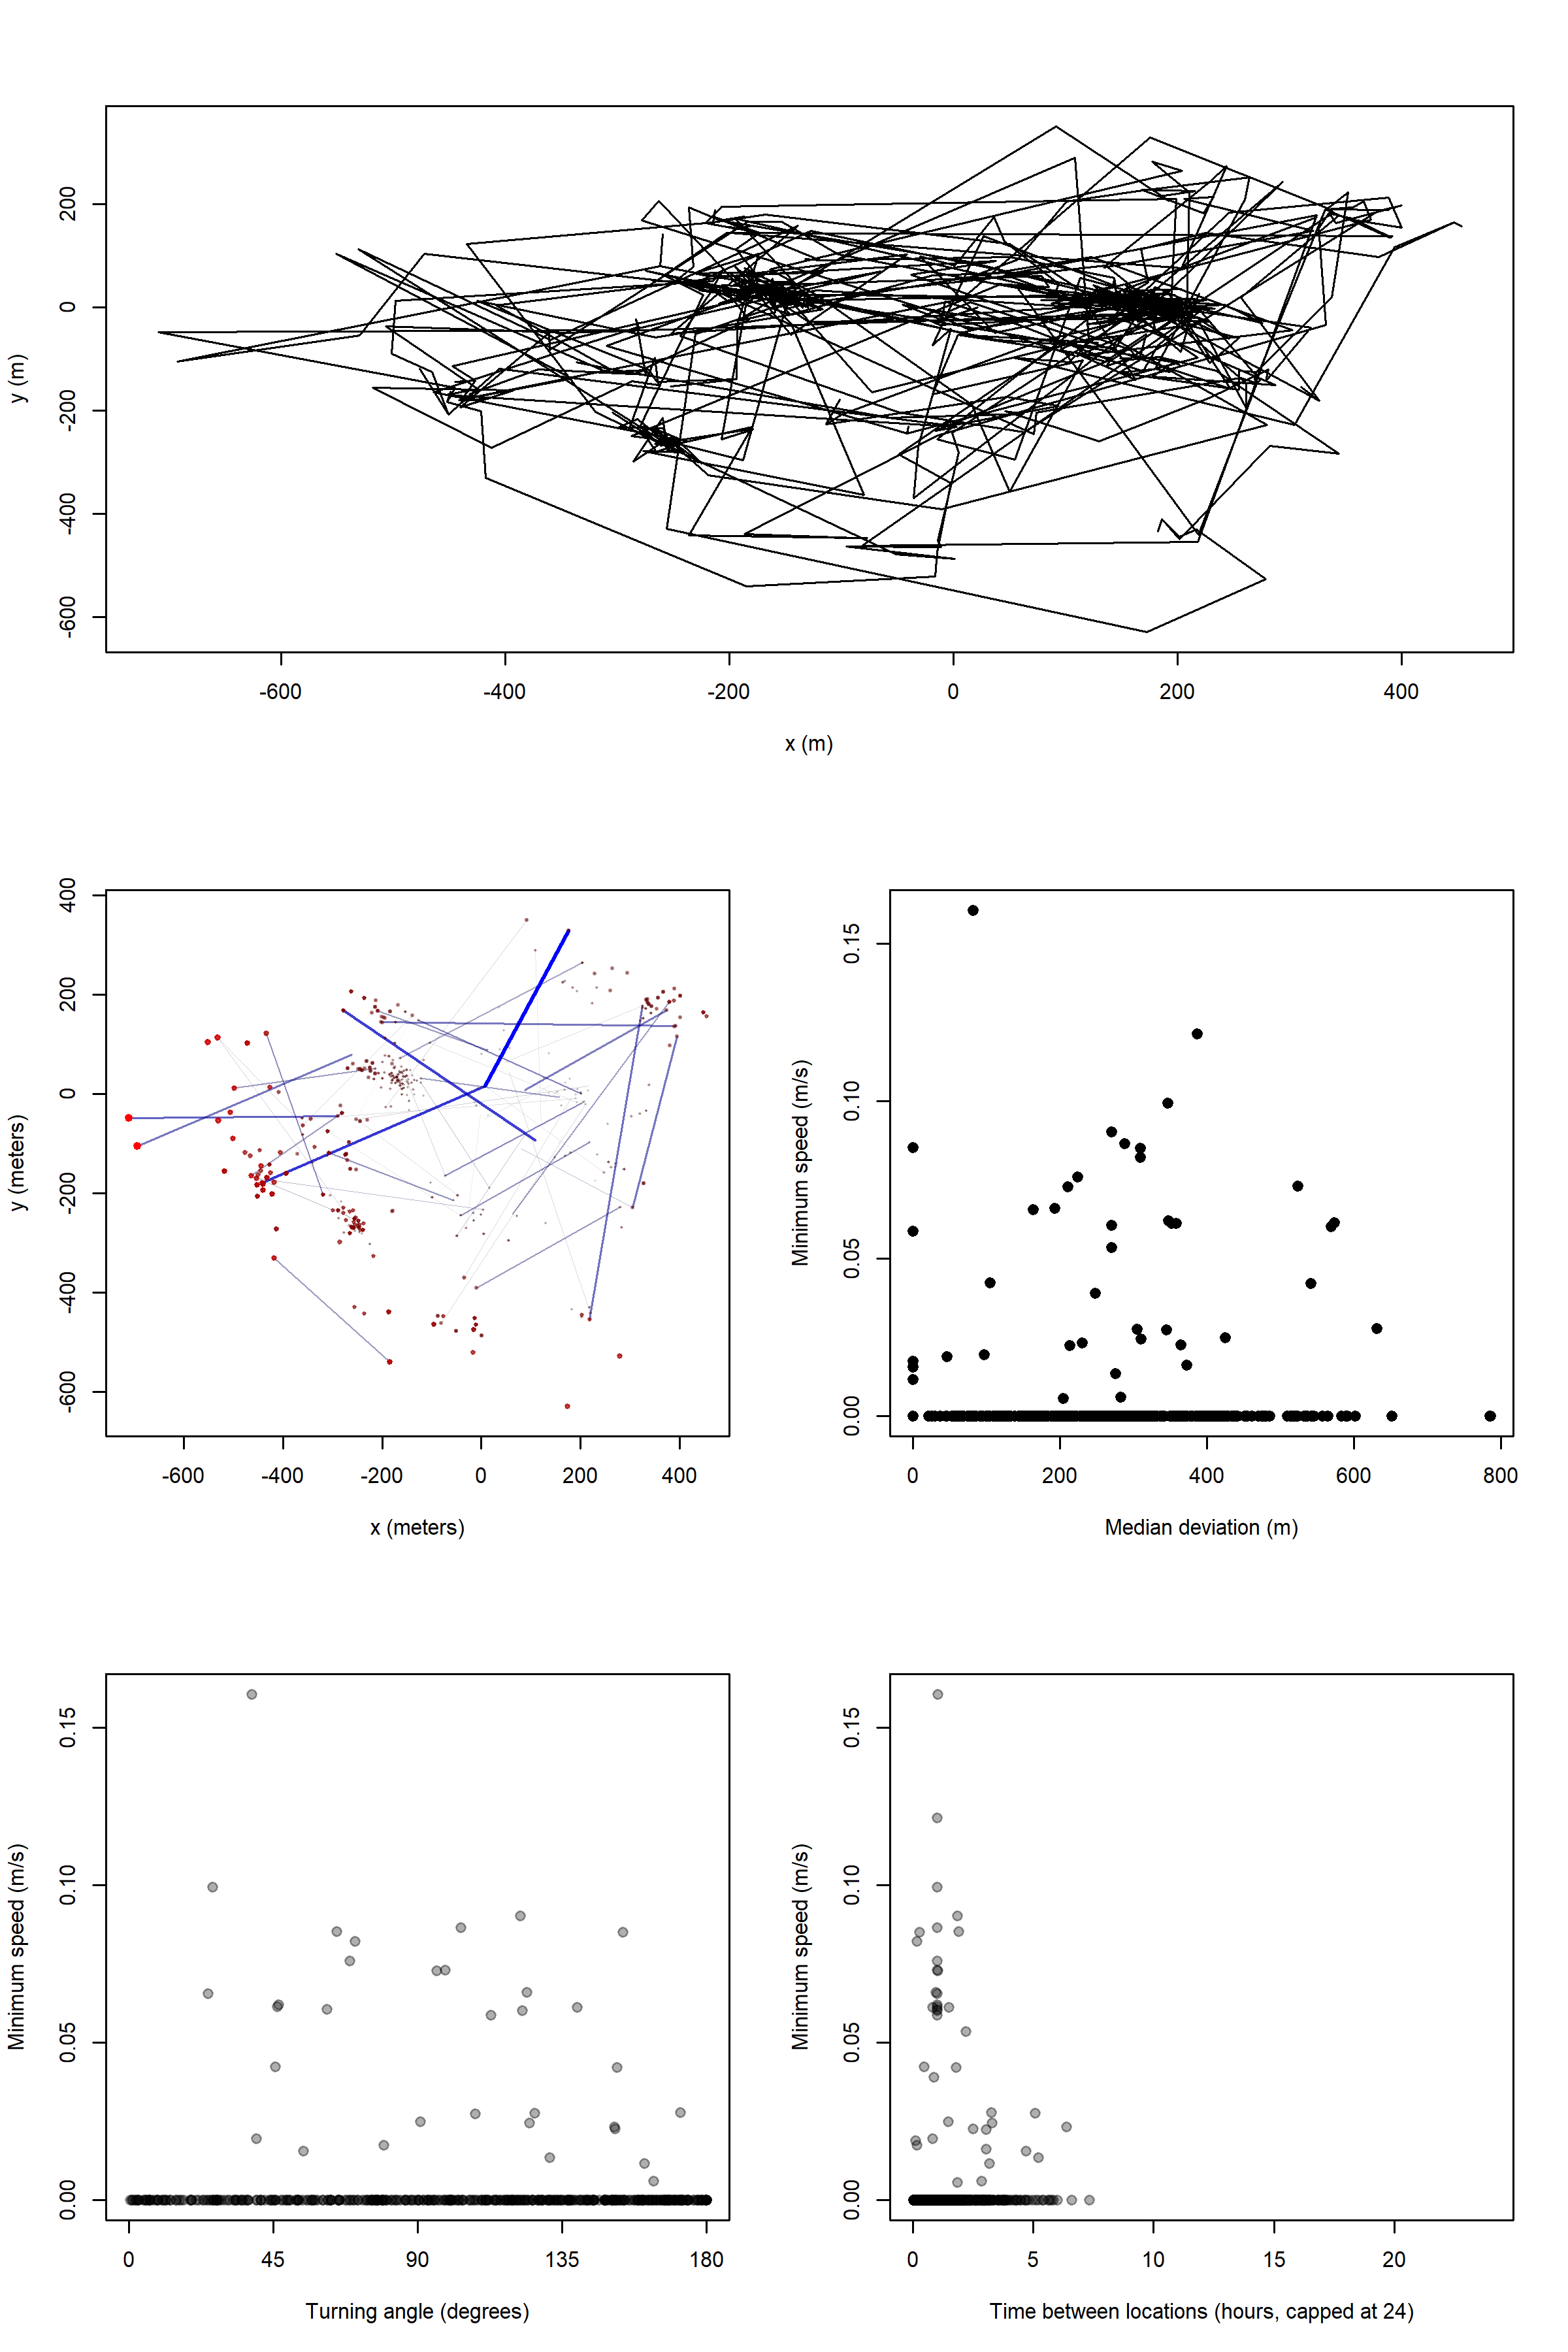 200
0
-200
-400
-600
y (m)
-600 -400 -200 0 200 400
x (m)
400
200
0
-200
-400
-600
y (meters)
-600 -400 -200 0 200 400
x (meters)
0.15
0.10
0.05
0.00
Minimum speed (m/s)
0 200 400 600 800
Median deviation (m)
0.15
0.10
0.05
0.00
Minimum speed (m/s)
0 45 90 135 180
Turning angle (degrees)
0.15
0.10
0.05
0.00
Minimum speed (m/s)
0 5 10 15 20
Time between locations (hours, capped at 24)